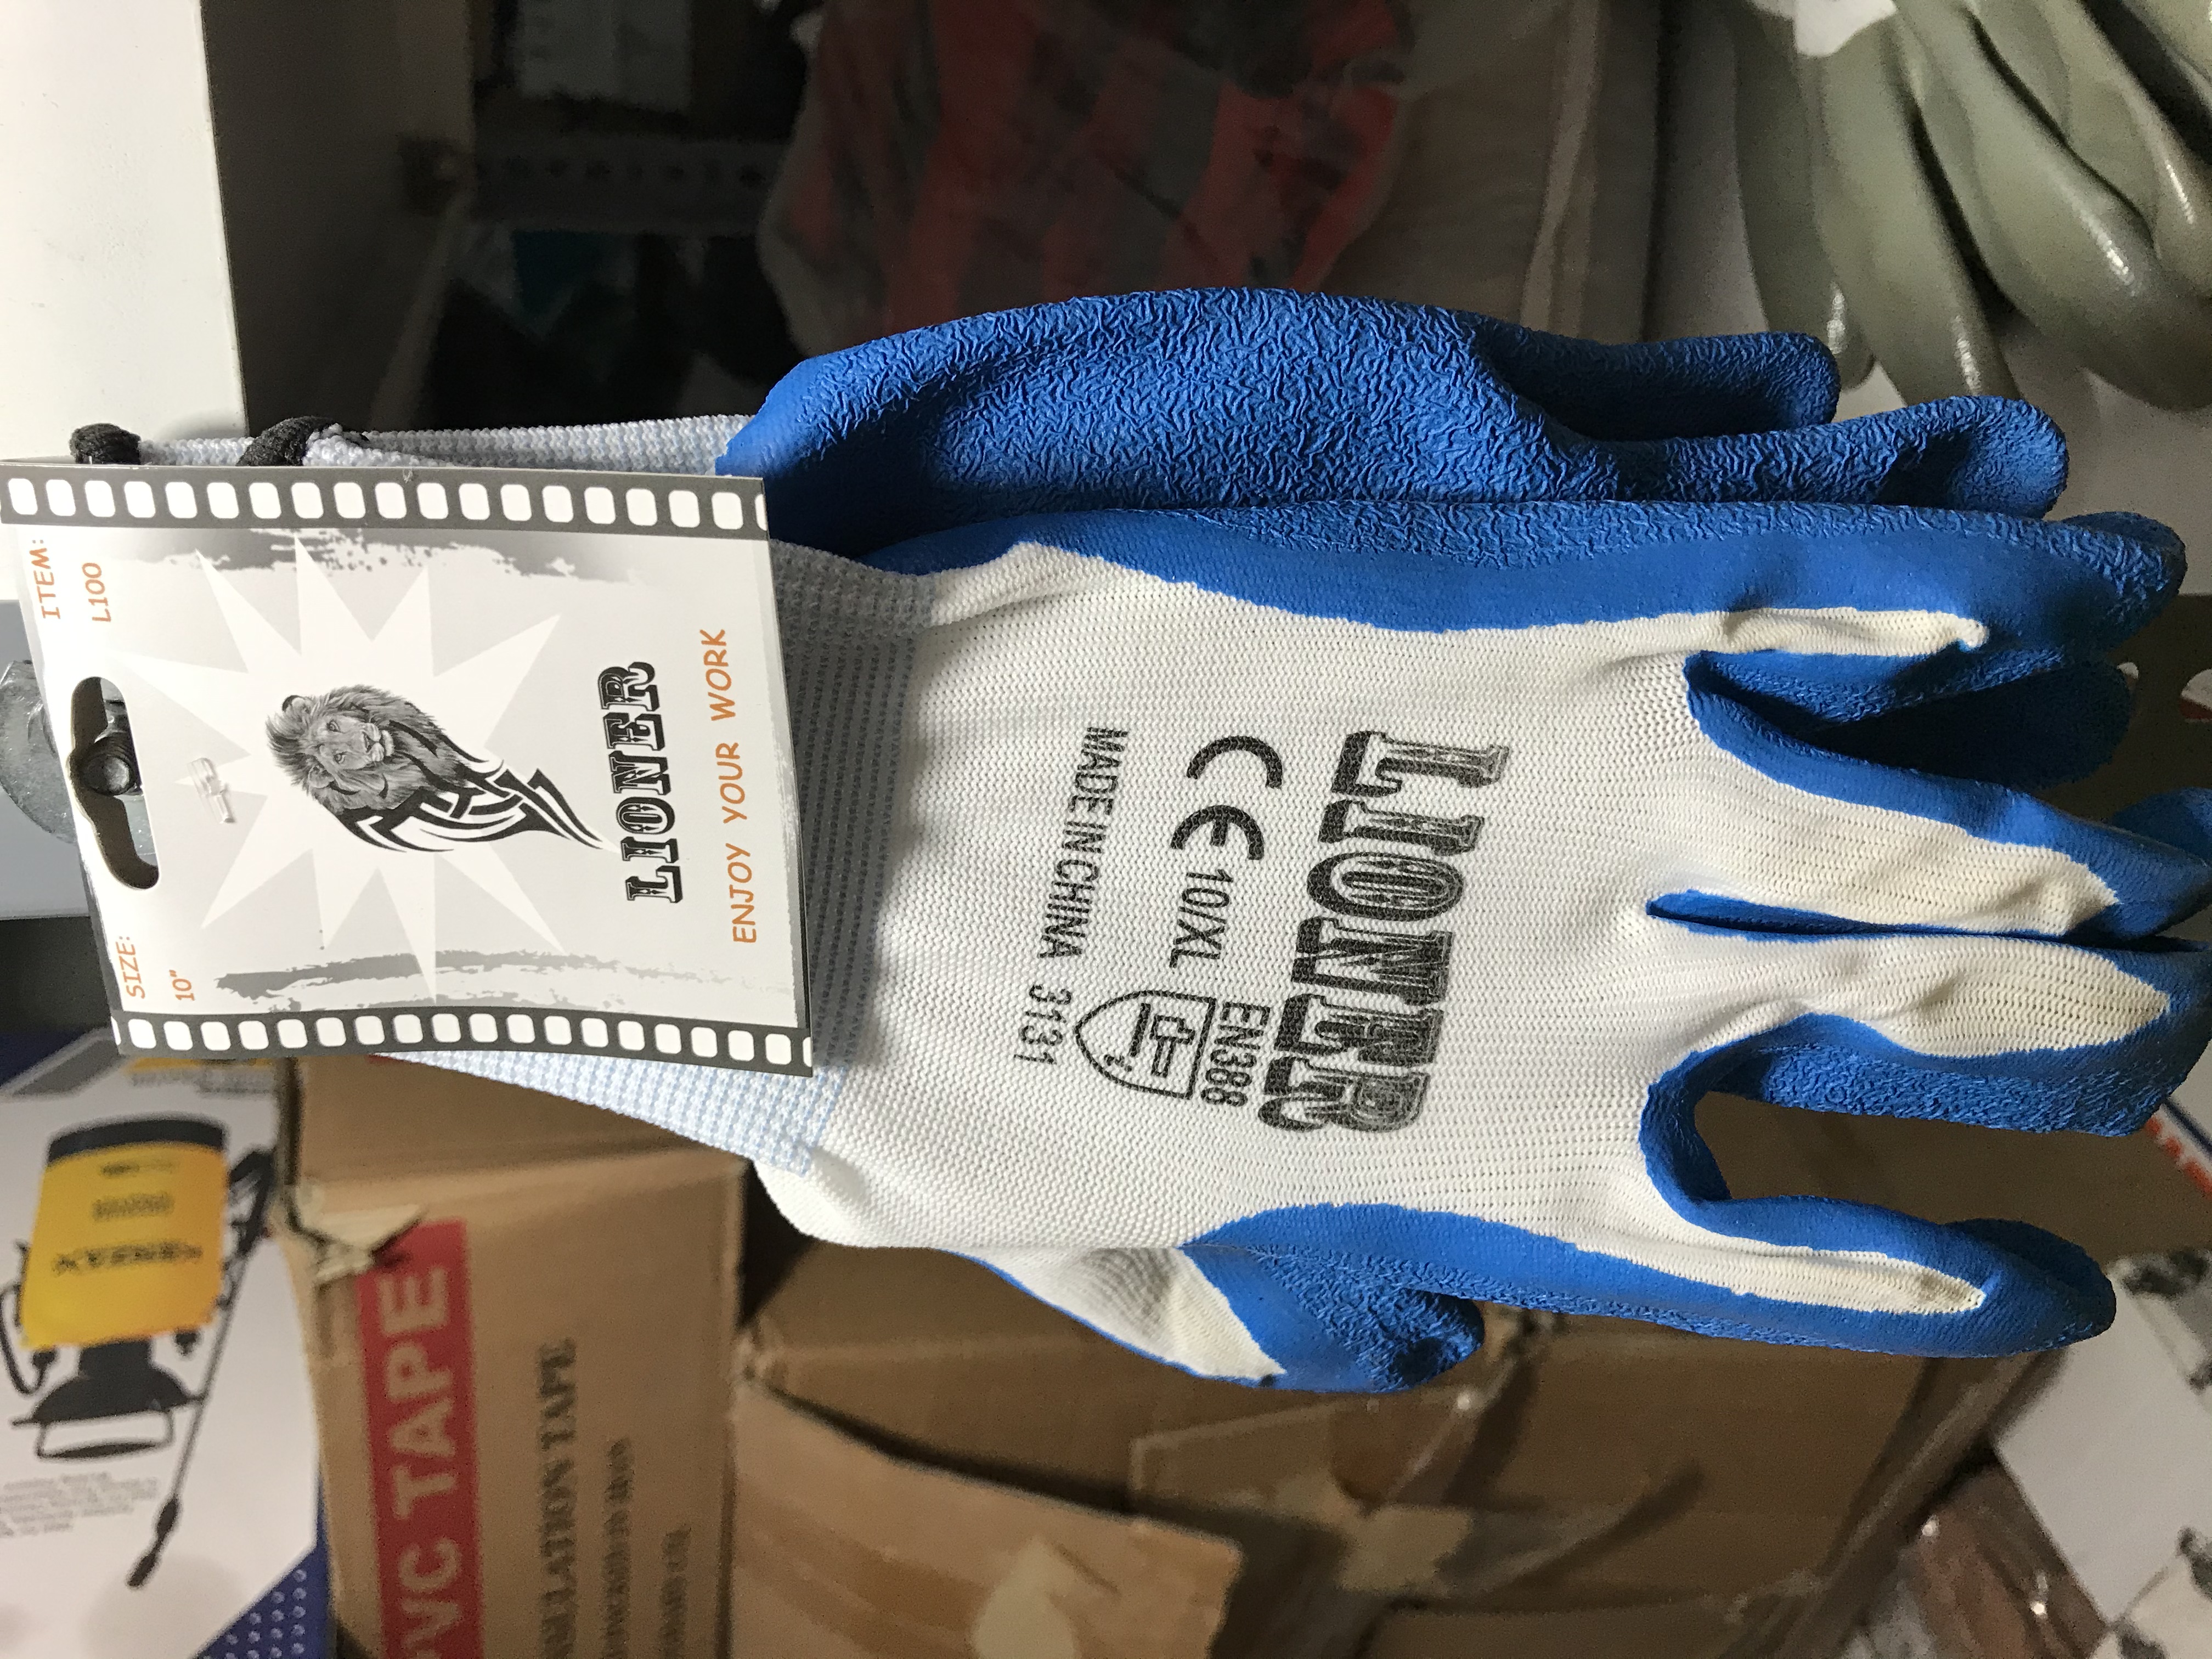 ITEM:
L100
SIZE:
10"
LIONER
ENJOY YOUR WORK
LIONER
CE 10/XL
EN388
MADE IN CHINA 3131
PVC TAPE
INSULATION TAPE